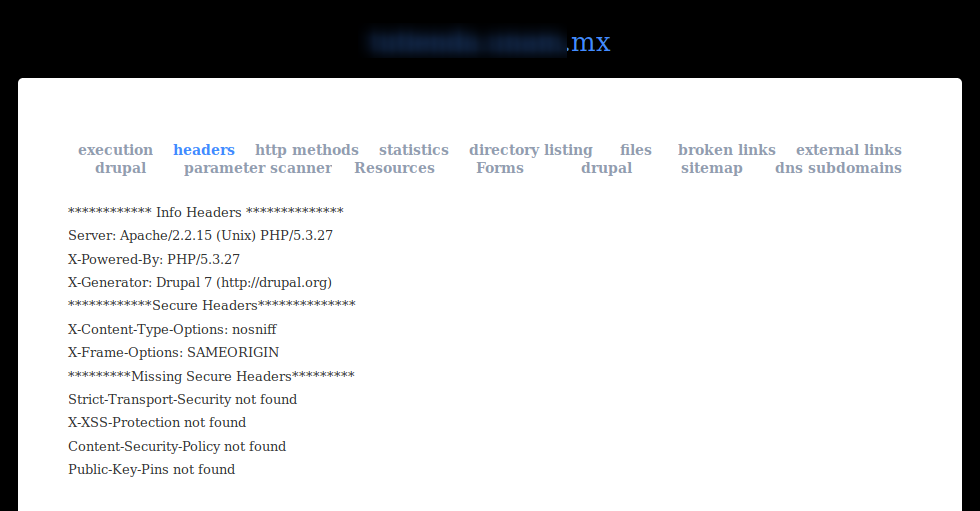 .mx
execution headers http methods statistics directory listing files broken links external links
drupal parameter scanner Resources Forms drupal sitemap dns subdomains
************ Info Headers **************
Server: Apache/2.2.15 (Unix) PHP/5.3.27
X-Powered-By: PHP/5.3.27
X-Generator: Drupal 7 (http://drupal.org)
************Secure Headers**************
X-Content-Type-Options: nosniff
X-Frame-Options: SAMEORIGIN
*********Missing Secure Headers*********
Strict-Transport-Security not found
X-XSS-Protection not found
Content-Security-Policy not found
Public-Key-Pins not found